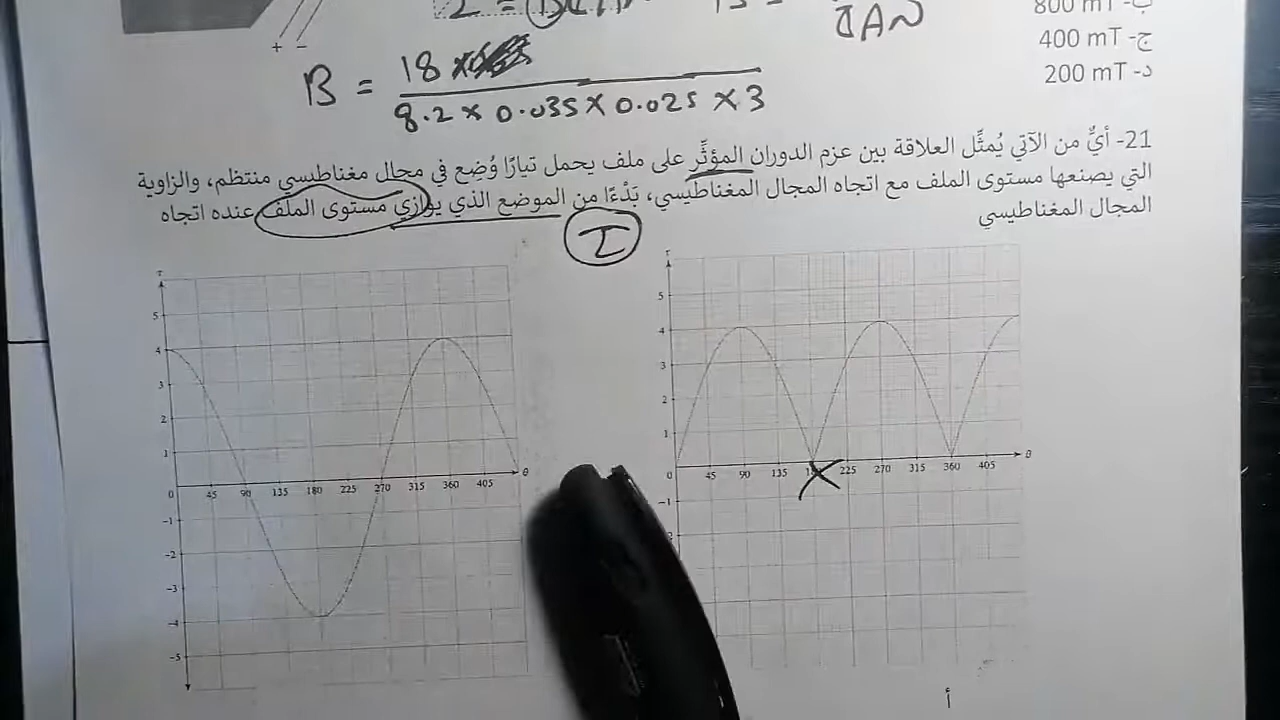 ب- 800 mT
ج- 400 mT
د- 200 mT
IAN
+ −
B = 18 ×
8.2 × 0.035 × 0.025 × 3
21- أيٌّ من الآتي يُمثِّل العلاقة بين عزم الدوران المؤثِّر على ملف يحمل تيارًا وُضِع في مجال مغناطيسي منتظم، والزاوية
التي يصنعها مستوى الملف مع اتجاه المجال المغناطيسي، بَدْءًا من الموضع الذي يوازي مستوى الملف عنده اتجاه
المجال المغناطيسي
τ
5
4
3
2
1
0
45 90 135 225 270 315 360 405 θ
−1
أ
τ
5
4
3
2
1
0
45 90 135 180 225 270 315 360 405 θ
−1
−2
−3
−4
−5